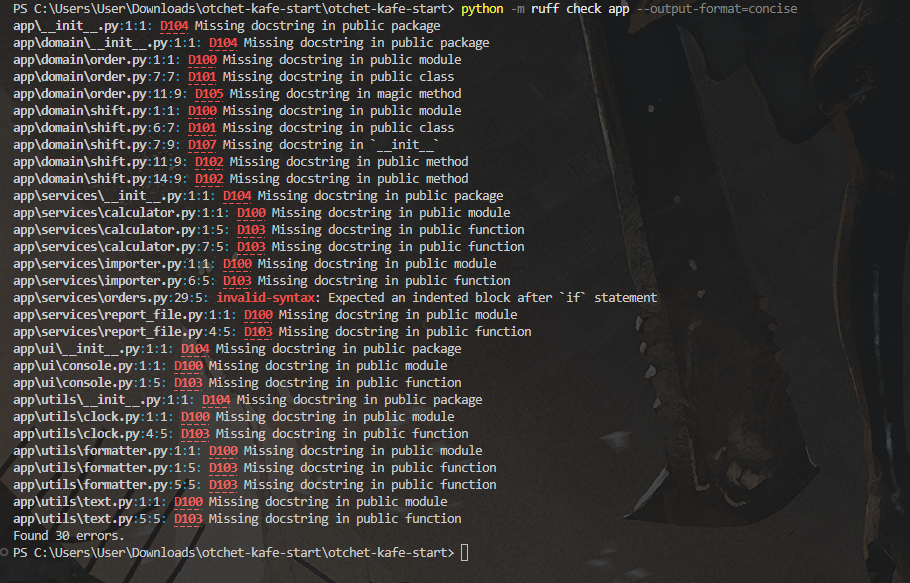 PS C:\Users\User\Downloads\otchet-kafe-start\otchet-kafe-start> python -m ruff check app --output-format=concise
app\__init__.py:1:1: D104 Missing docstring in public package
app\domain\__init__.py:1:1: D104 Missing docstring in public package
app\domain\order.py:1:1: D100 Missing docstring in public module
app\domain\order.py:7:7: D101 Missing docstring in public class
app\domain\order.py:11:9: D105 Missing docstring in magic method
app\domain\shift.py:1:1: D100 Missing docstring in public module
app\domain\shift.py:6:7: D101 Missing docstring in public class
app\domain\shift.py:7:9: D107 Missing docstring in `__init__`
app\domain\shift.py:11:9: D102 Missing docstring in public method
app\domain\shift.py:14:9: D102 Missing docstring in public method
app\services\__init__.py:1:1: D104 Missing docstring in public package
app\services\calculator.py:1:1: D100 Missing docstring in public module
app\services\calculator.py:1:5: D103 Missing docstring in public function
app\services\calculator.py:7:5: D103 Missing docstring in public function
app\services\importer.py:1:1: D100 Missing docstring in public module
app\services\importer.py:6:5: D103 Missing docstring in public function
app\services\orders.py:29:5: invalid-syntax: Expected an indented block after `if` statement
app\services\report_file.py:1:1: D100 Missing docstring in public module
app\services\report_file.py:4:5: D103 Missing docstring in public function
app\ui\__init__.py:1:1: D104 Missing docstring in public package
app\ui\console.py:1:1: D100 Missing docstring in public module
app\ui\console.py:1:5: D103 Missing docstring in public function
app\utils\__init__.py:1:1: D104 Missing docstring in public package
app\utils\clock.py:1:1: D100 Missing docstring in public module
app\utils\clock.py:4:5: D103 Missing docstring in public function
app\utils\formatter.py:1:1: D100 Missing docstring in public module
app\utils\formatter.py:1:5: D103 Missing docstring in public function
app\utils\formatter.py:5:5: D103 Missing docstring in public function
app\utils\text.py:1:1: D100 Missing docstring in public module
app\utils\text.py:5:5: D103 Missing docstring in public function
Found 30 errors.
PS C:\Users\User\Downloads\otchet-kafe-start\otchet-kafe-start>